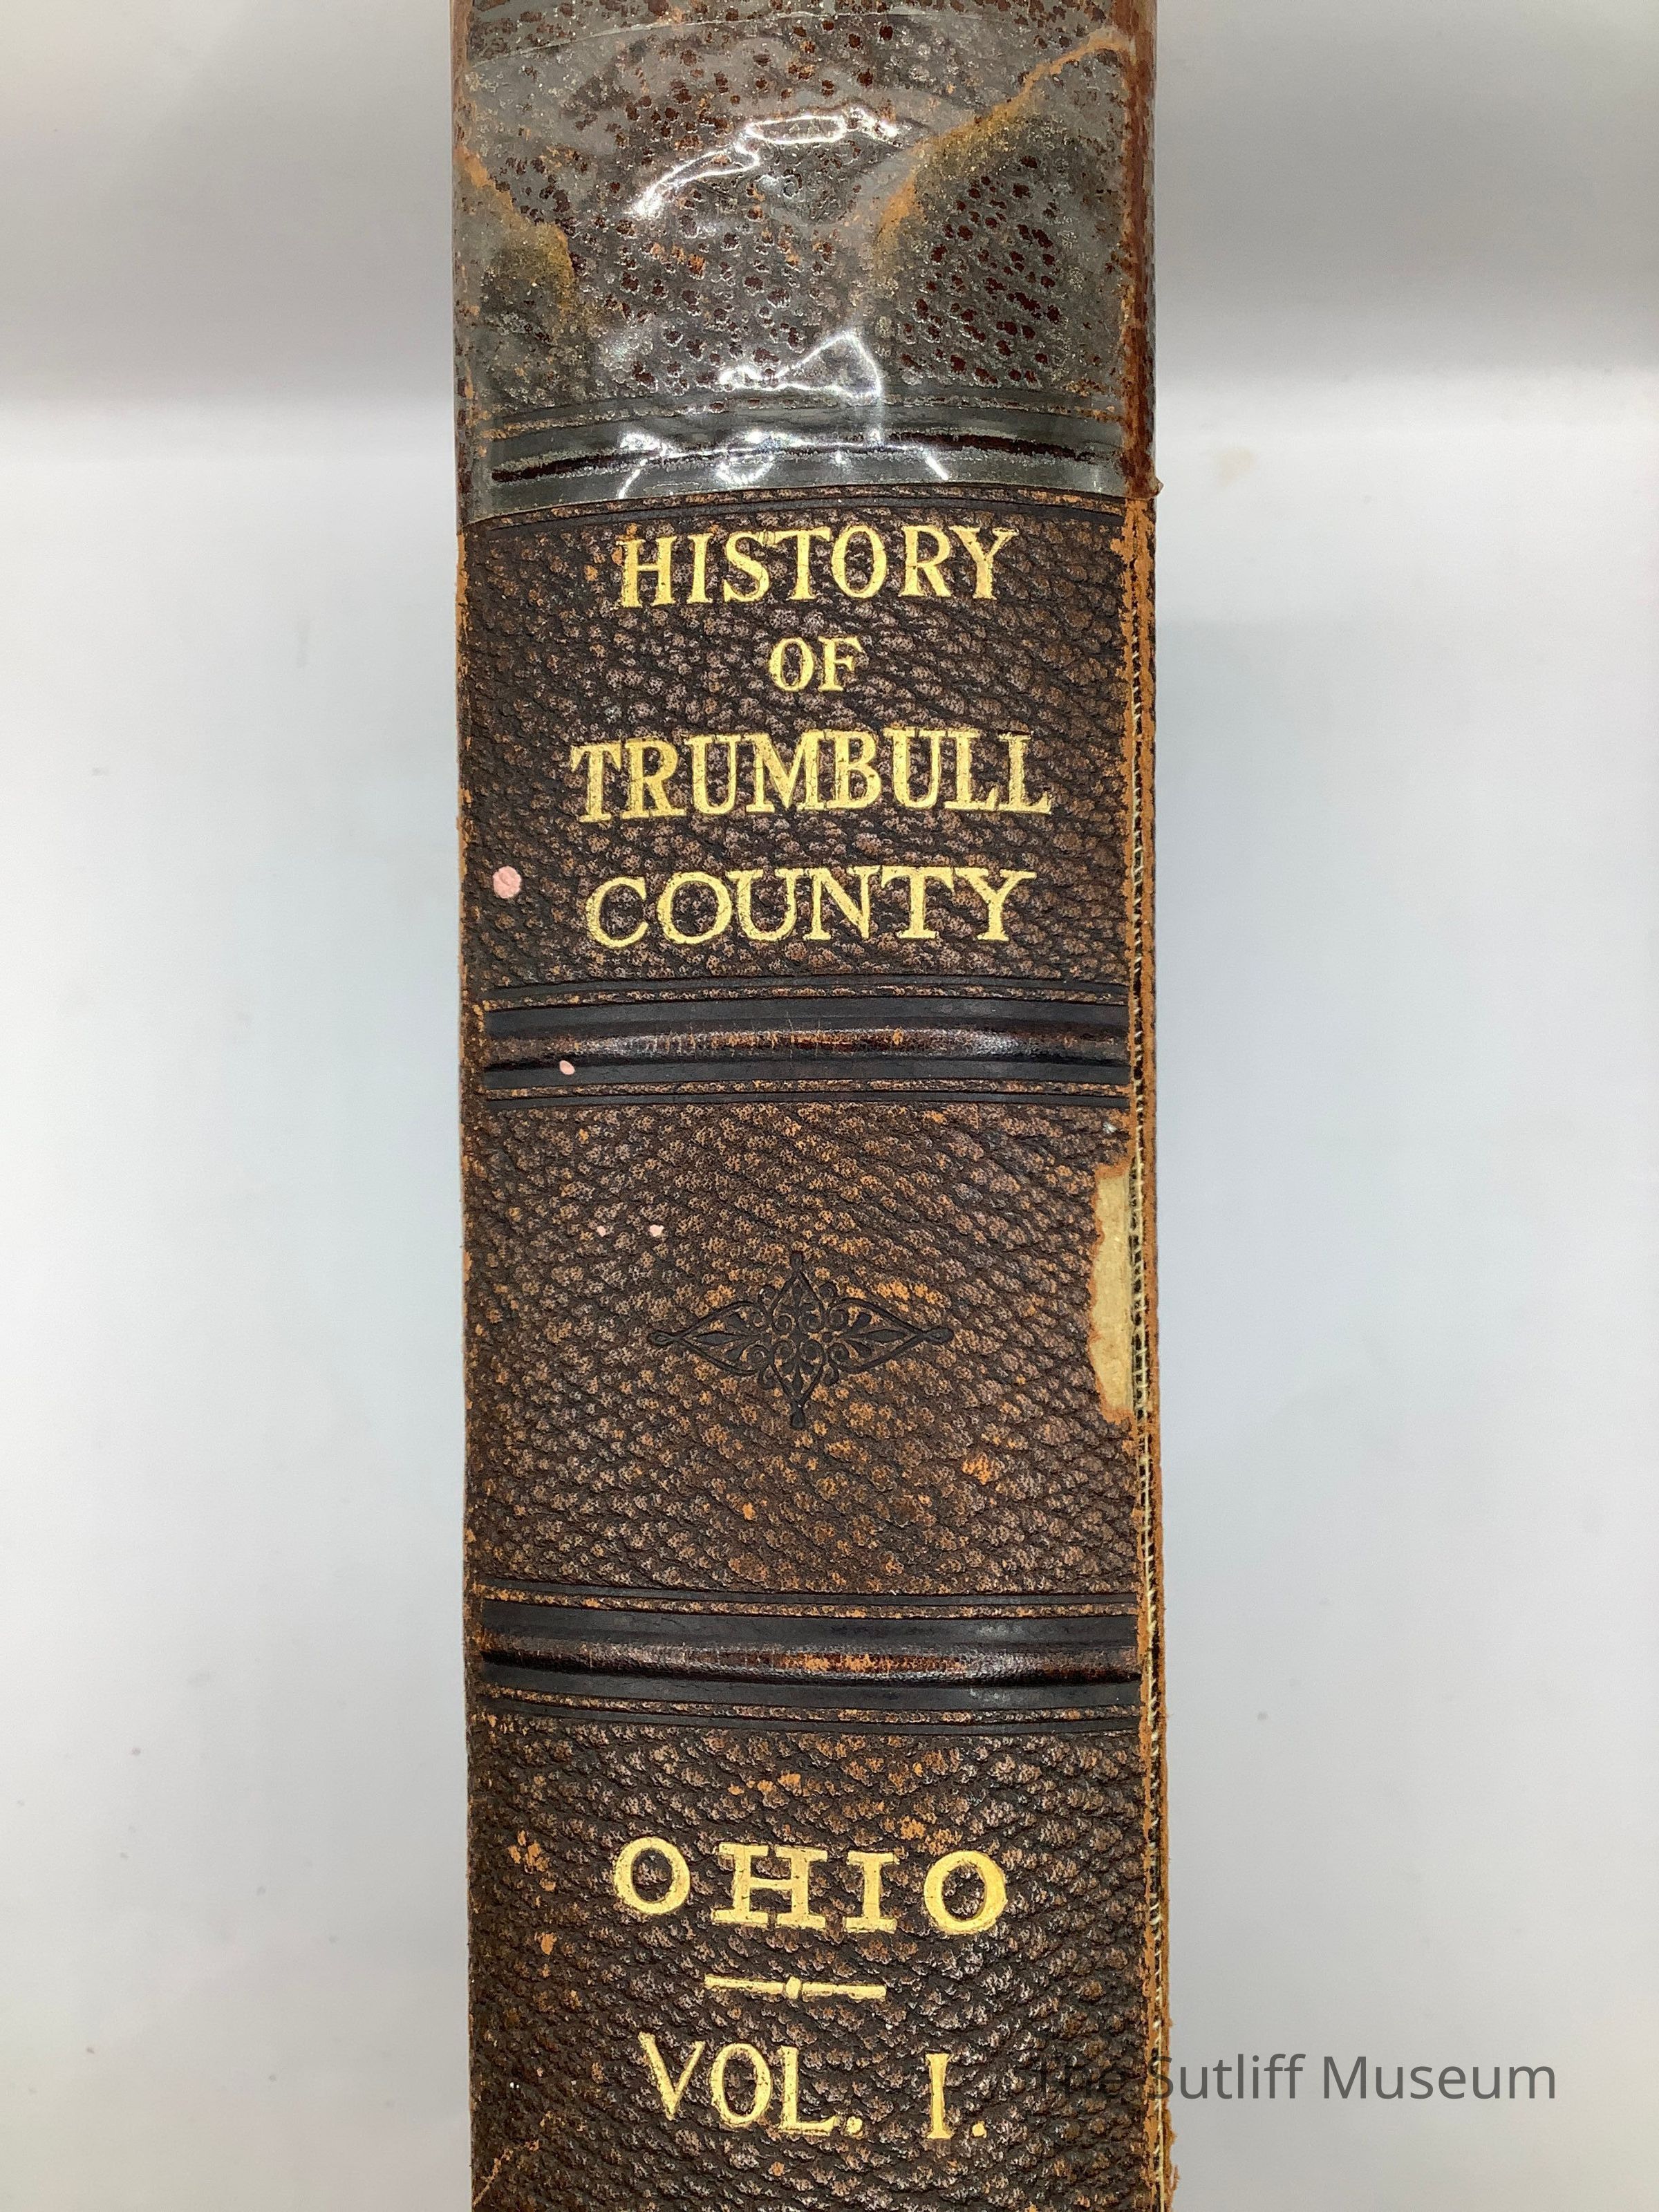 HISTORY
OF
TRUMBULL
COUNTY
OHIO
VOL. I.
The Sutliff Museum